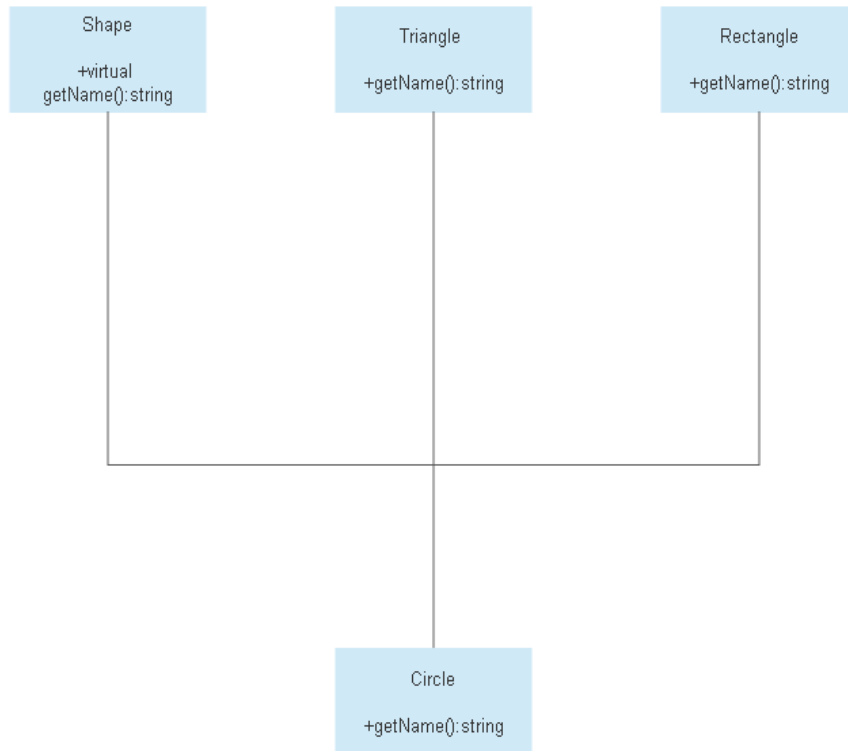 Shape
+virtual
getName():string
Triangle
+getName():string
Rectangle
+getName():string
Circle
+getName():string